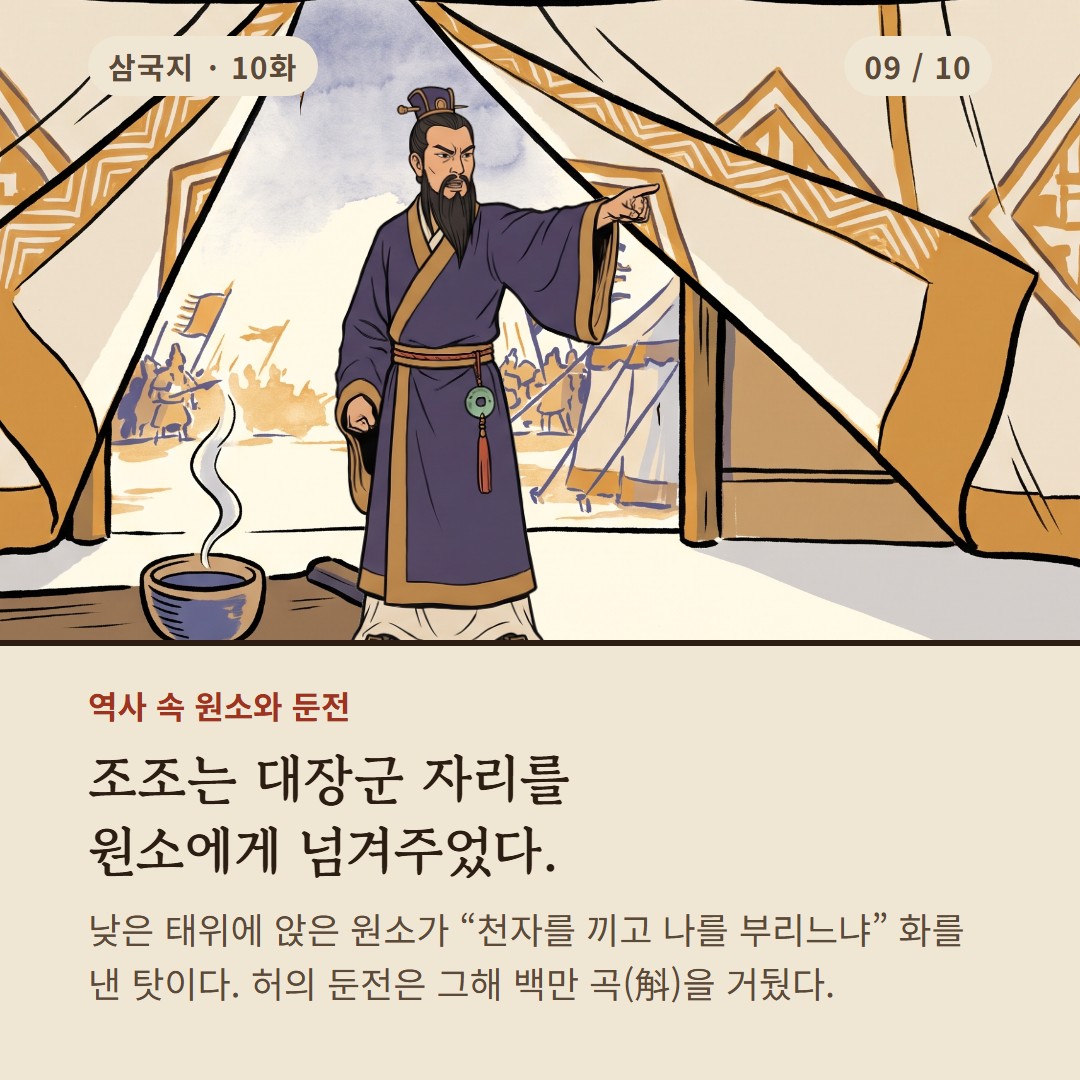 삼국지 · 10화
09 / 10
역사 속 원소와 둔전
조조는 대장군 자리를
원소에게 넘겨주었다.
낮은 태위에 앉은 원소가 “천자를 끼고 나를 부리느냐” 화를
낸 탓이다. 허의 둔전은 그해 백만 곡(斛)을 거뒀다.